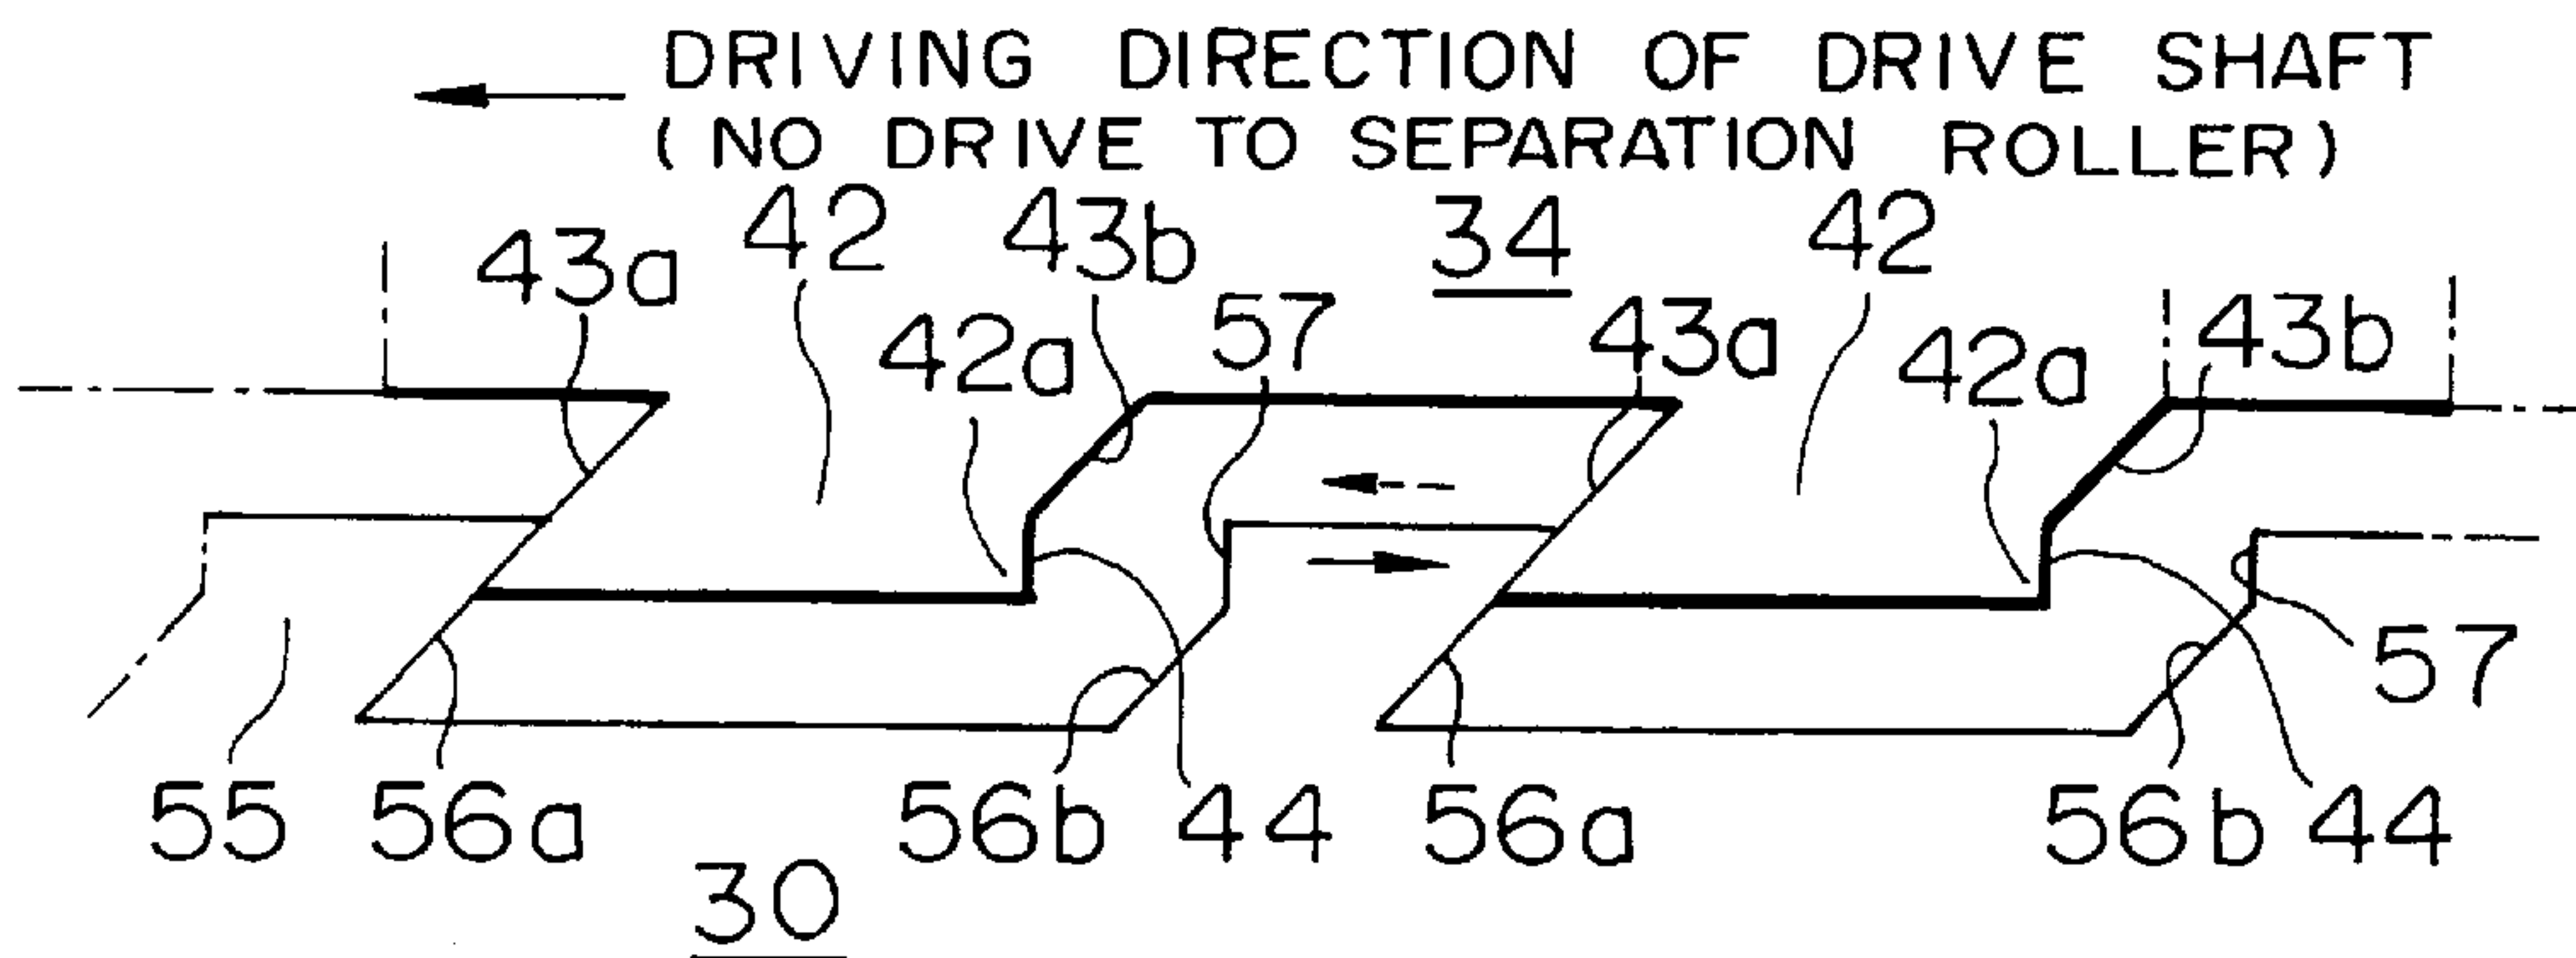 DRIVING DIRECTION OF DRIVE SHAFT
(NO DRIVE TO SEPARATION ROLLER)
43a 42 43b 34 42
42a 57 43a 42a 43b
57
55 56a 56b 44 56a 56b 44
30